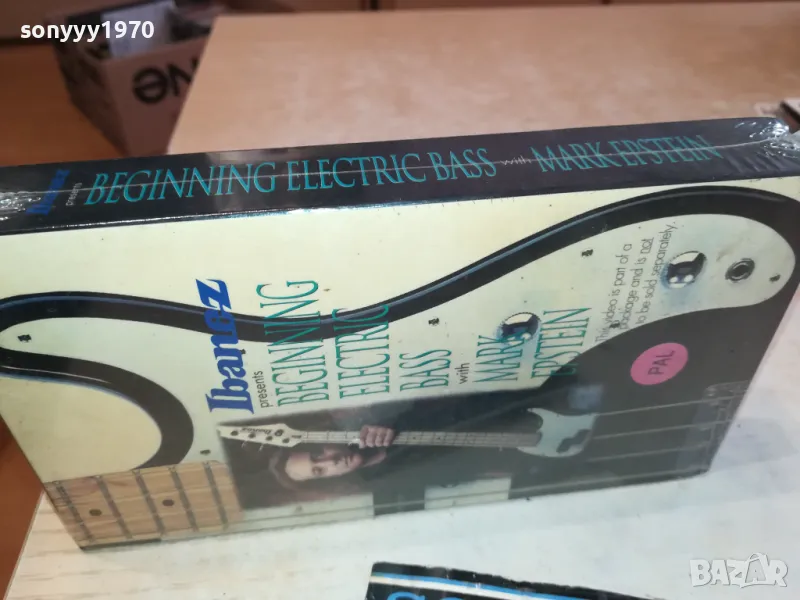 sonyyy1970
Ibanez
presents
BEGINNING ELECTRIC BASS with MARK EPSTEIN
Ibanez
presents
BEGINNING
ELECTRIC
BASS
with
MARK
EPSTEIN
This video is part of a
package and is not
to be sold separately.
PAL
BAZAR